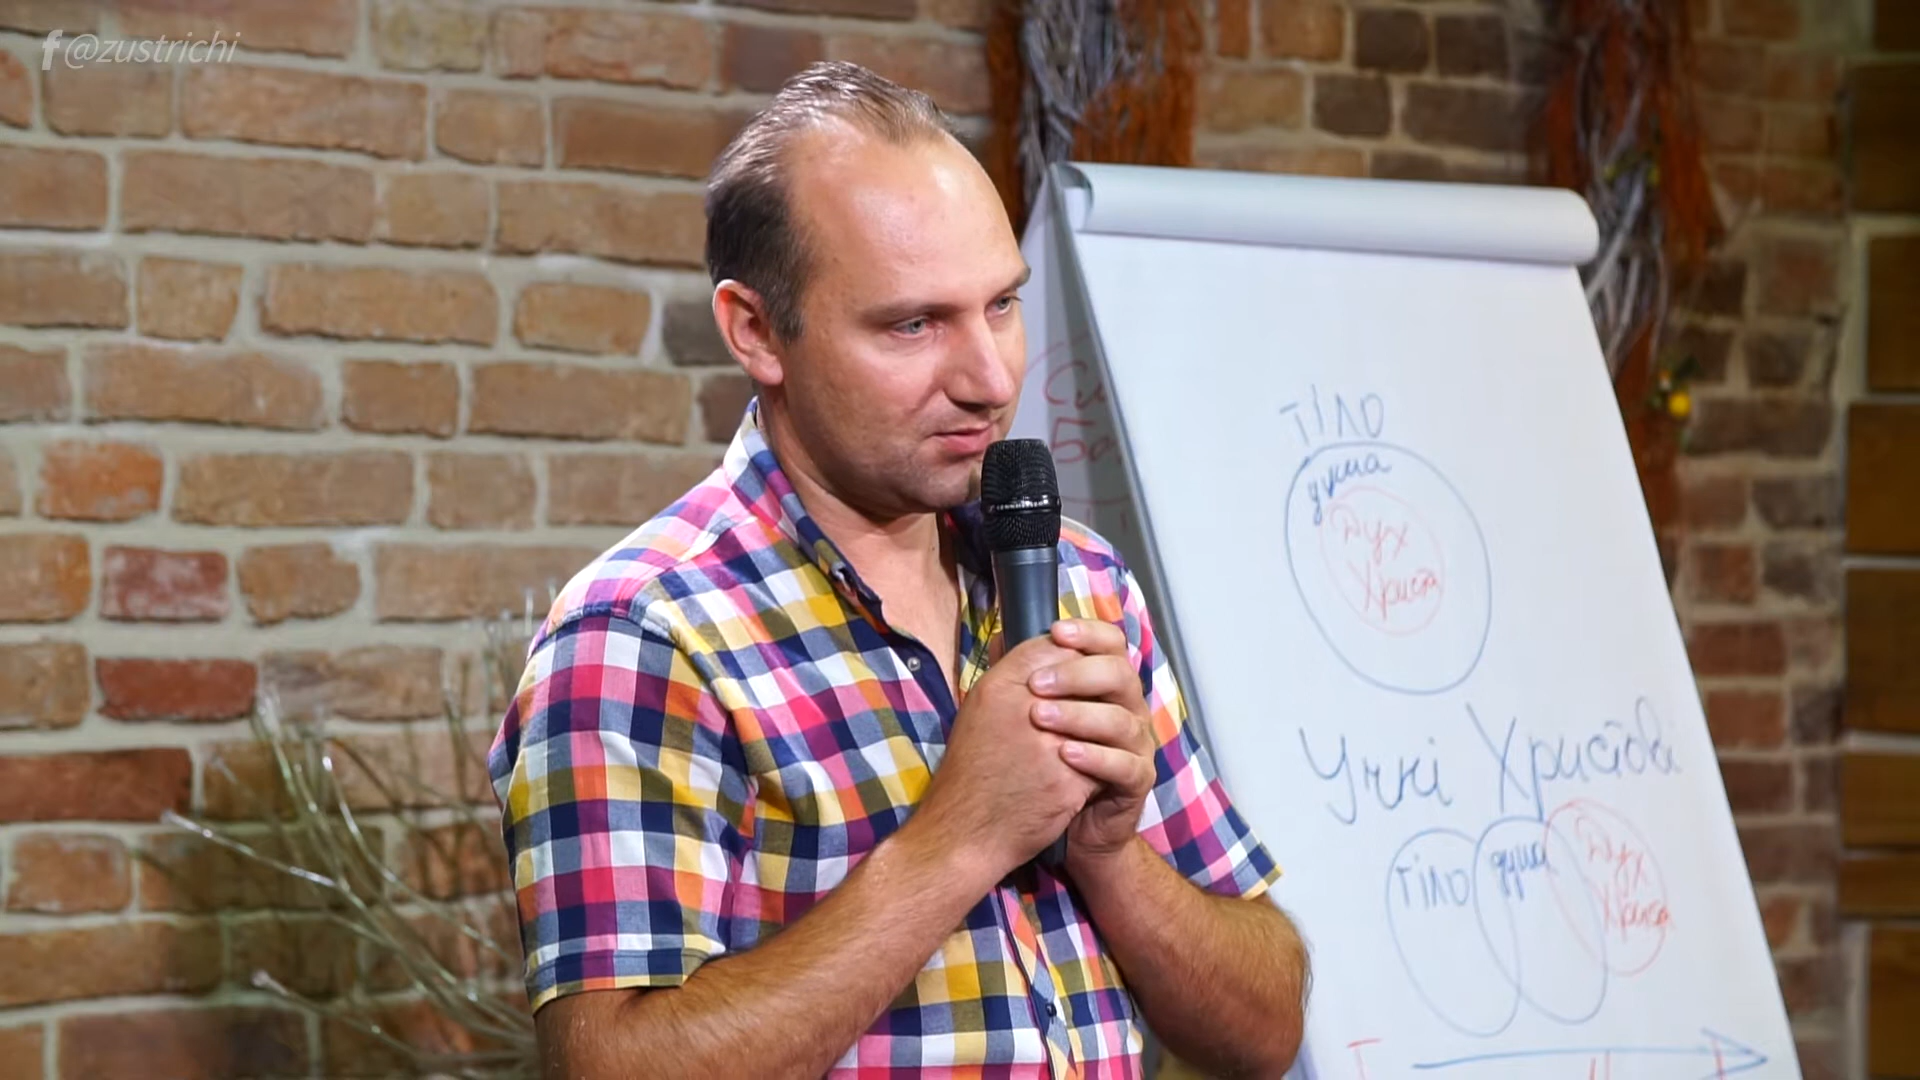 f@zustrichi
тіло
душа
Дух
Христа
Учні Христові
тіло
душа
Дух
Христа